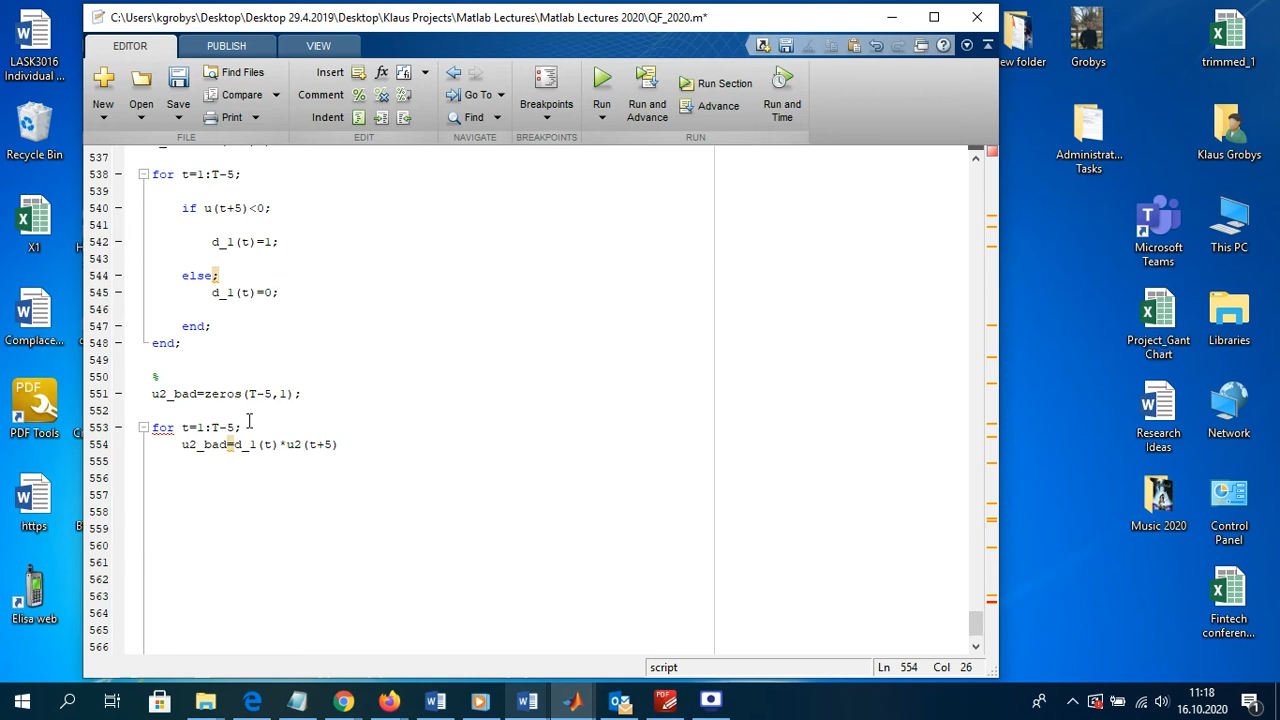 C:\Users\kgrobys\Desktop\Desktop 29.4.2019\Desktop\Klaus Projects\Matlab Lectures\Matlab Lectures 2020\QF_2020.m*
EDITOR PUBLISH VIEW
New Open Save Find Files Compare Print Insert Comment Indent Go To Find Breakpoints Run Run and Advance Run Section Advance Run and Time
FILE EDIT NAVIGATE BREAKPOINTS RUN
537
538 for t=1:T-5;
539
540 if u(t+5)<0;
541
542 d_1(t)=1;
543
544 else;
545 d_1(t)=0;
546
547 end;
548 end;
549
550 %
551 u2_bad=zeros(T-5,1);
552
553 for t=1:T-5;
554 u2_bad=d_1(t)*u2(t+5)
555
556
557
558
559
560
561
562
563
564
565
566
script Ln 554 Col 26
LASK3016 Individual ...
Recycle Bin
X1
Complace...
PDF
PDF Tools
https
Elisa web
ew folder
Grobys
trimmed_1
Administrat... Tasks
Klaus Grobys
Microsoft Teams
This PC
Project_Gant Chart
Libraries
Research Ideas
Network
Music 2020
Control Panel
Fintech conferen...
11:18
16.10.2020